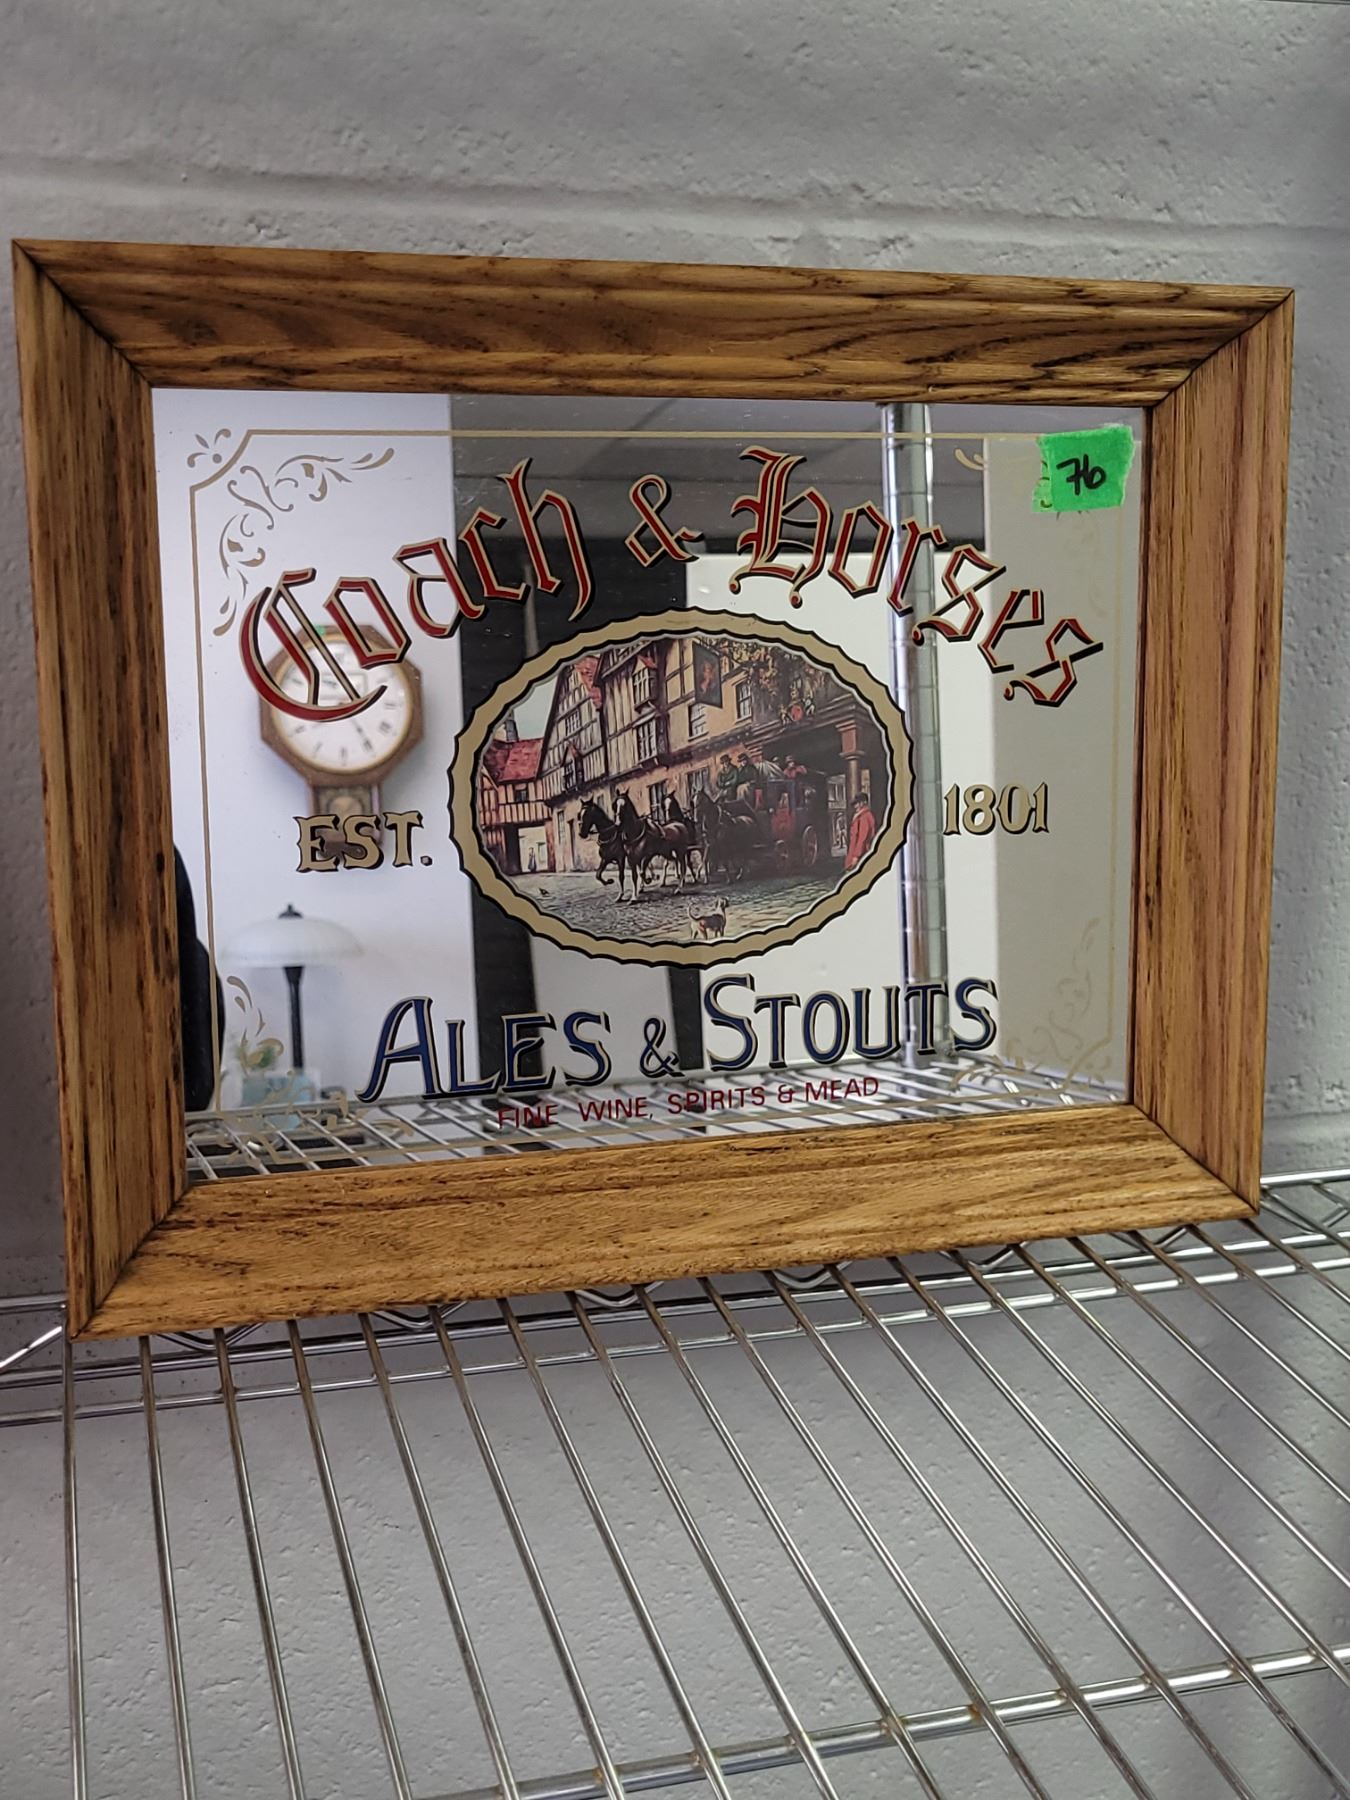 76
Coach & Horses
EST. 1801
ALES & STOUTS
FINE WINE, SPIRITS & MEAD